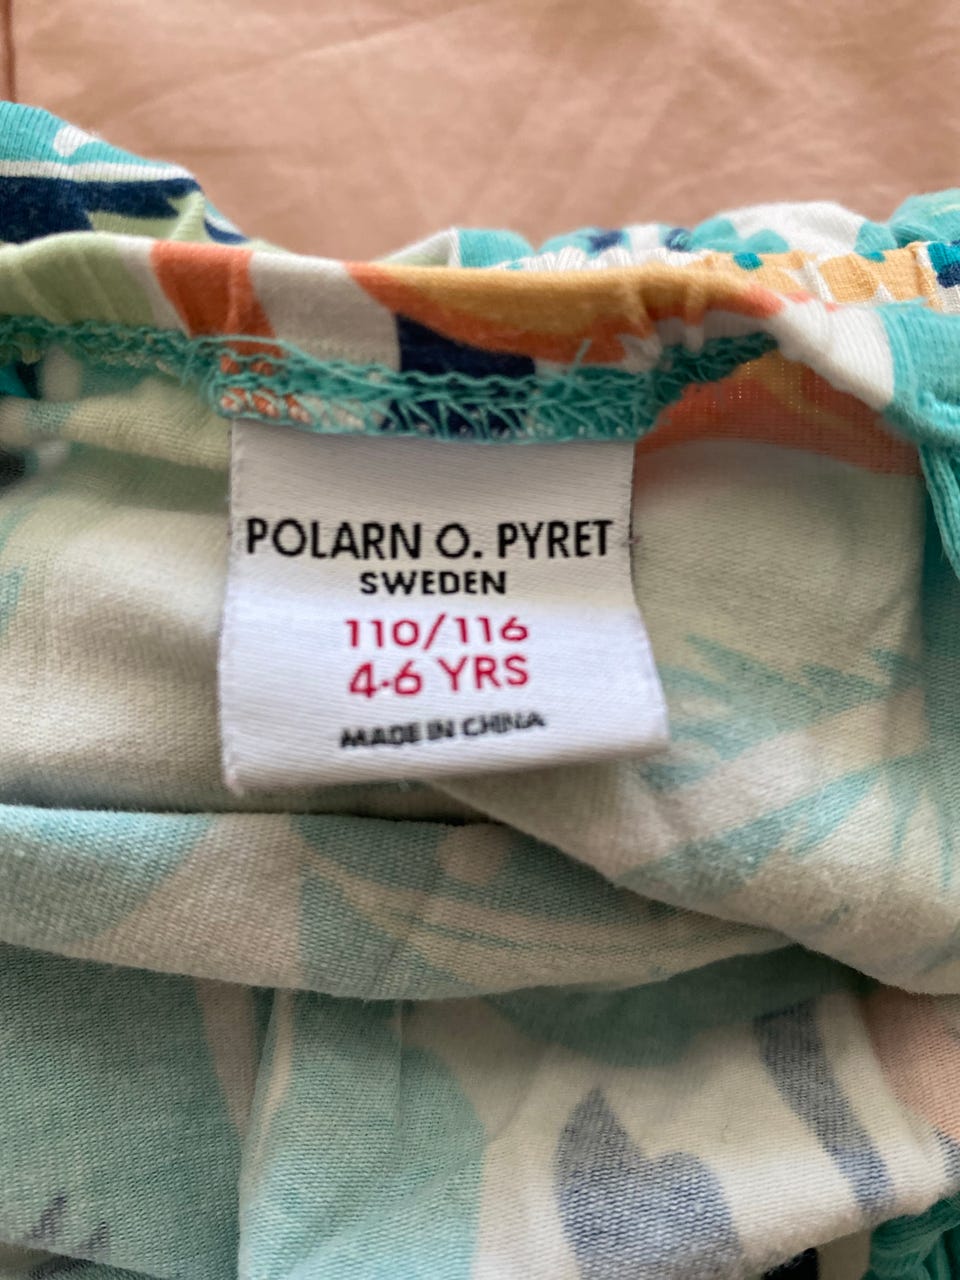 POLARN O. PYRET
SWEDEN
110/116
4-6 YRS
MADE IN CHINA